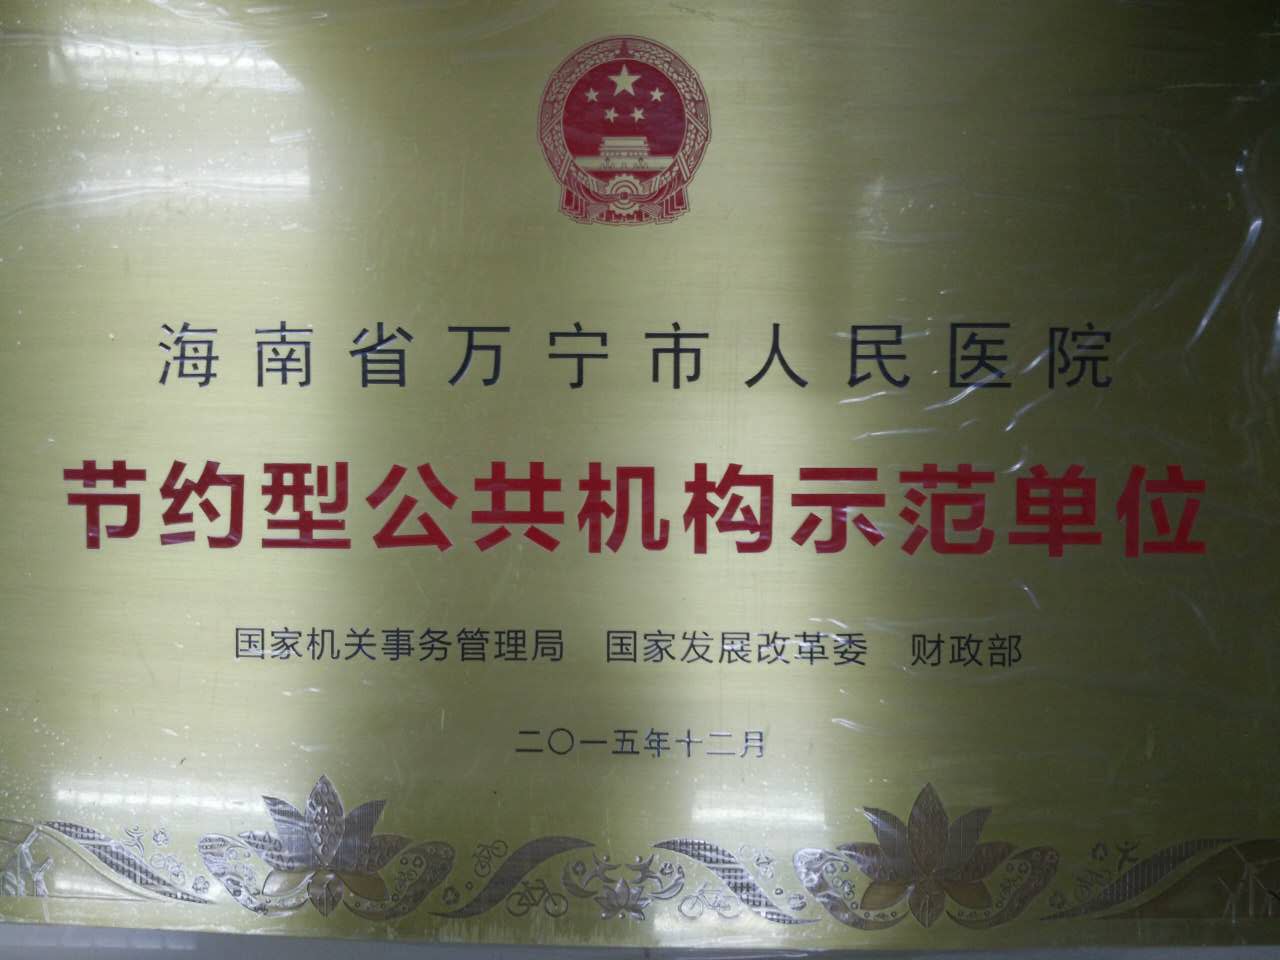 海南省万宁市人民医院
节约型公共机构示范单位
国家机关事务管理局 国家发展改革委 财政部
二〇一五年十二月